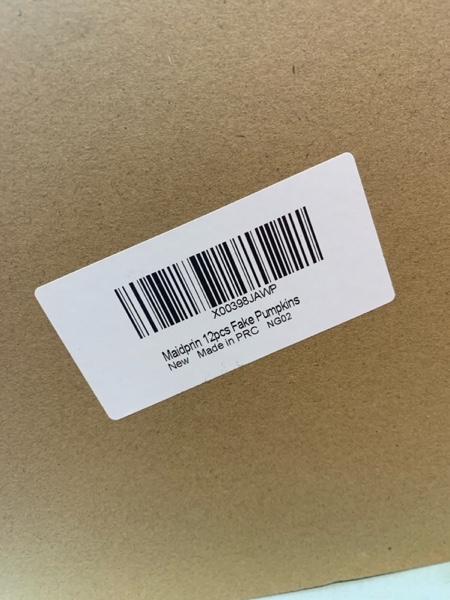 X00398JAWP
Maidprin 12pcs Fake Pumpkins
New Made in PRC NG02